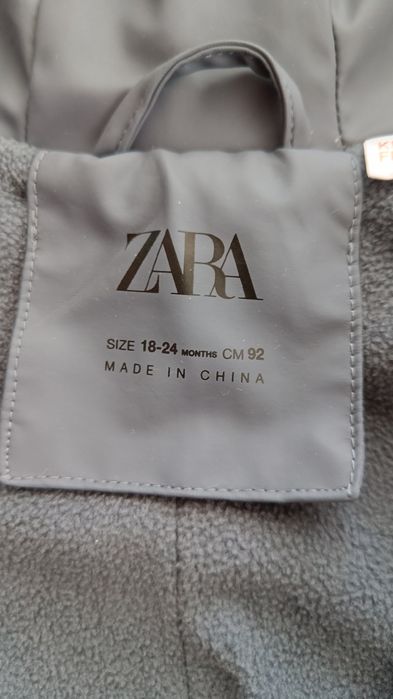 ZARA
SIZE 18-24 MONTHS CM 92
MADE IN CHINA